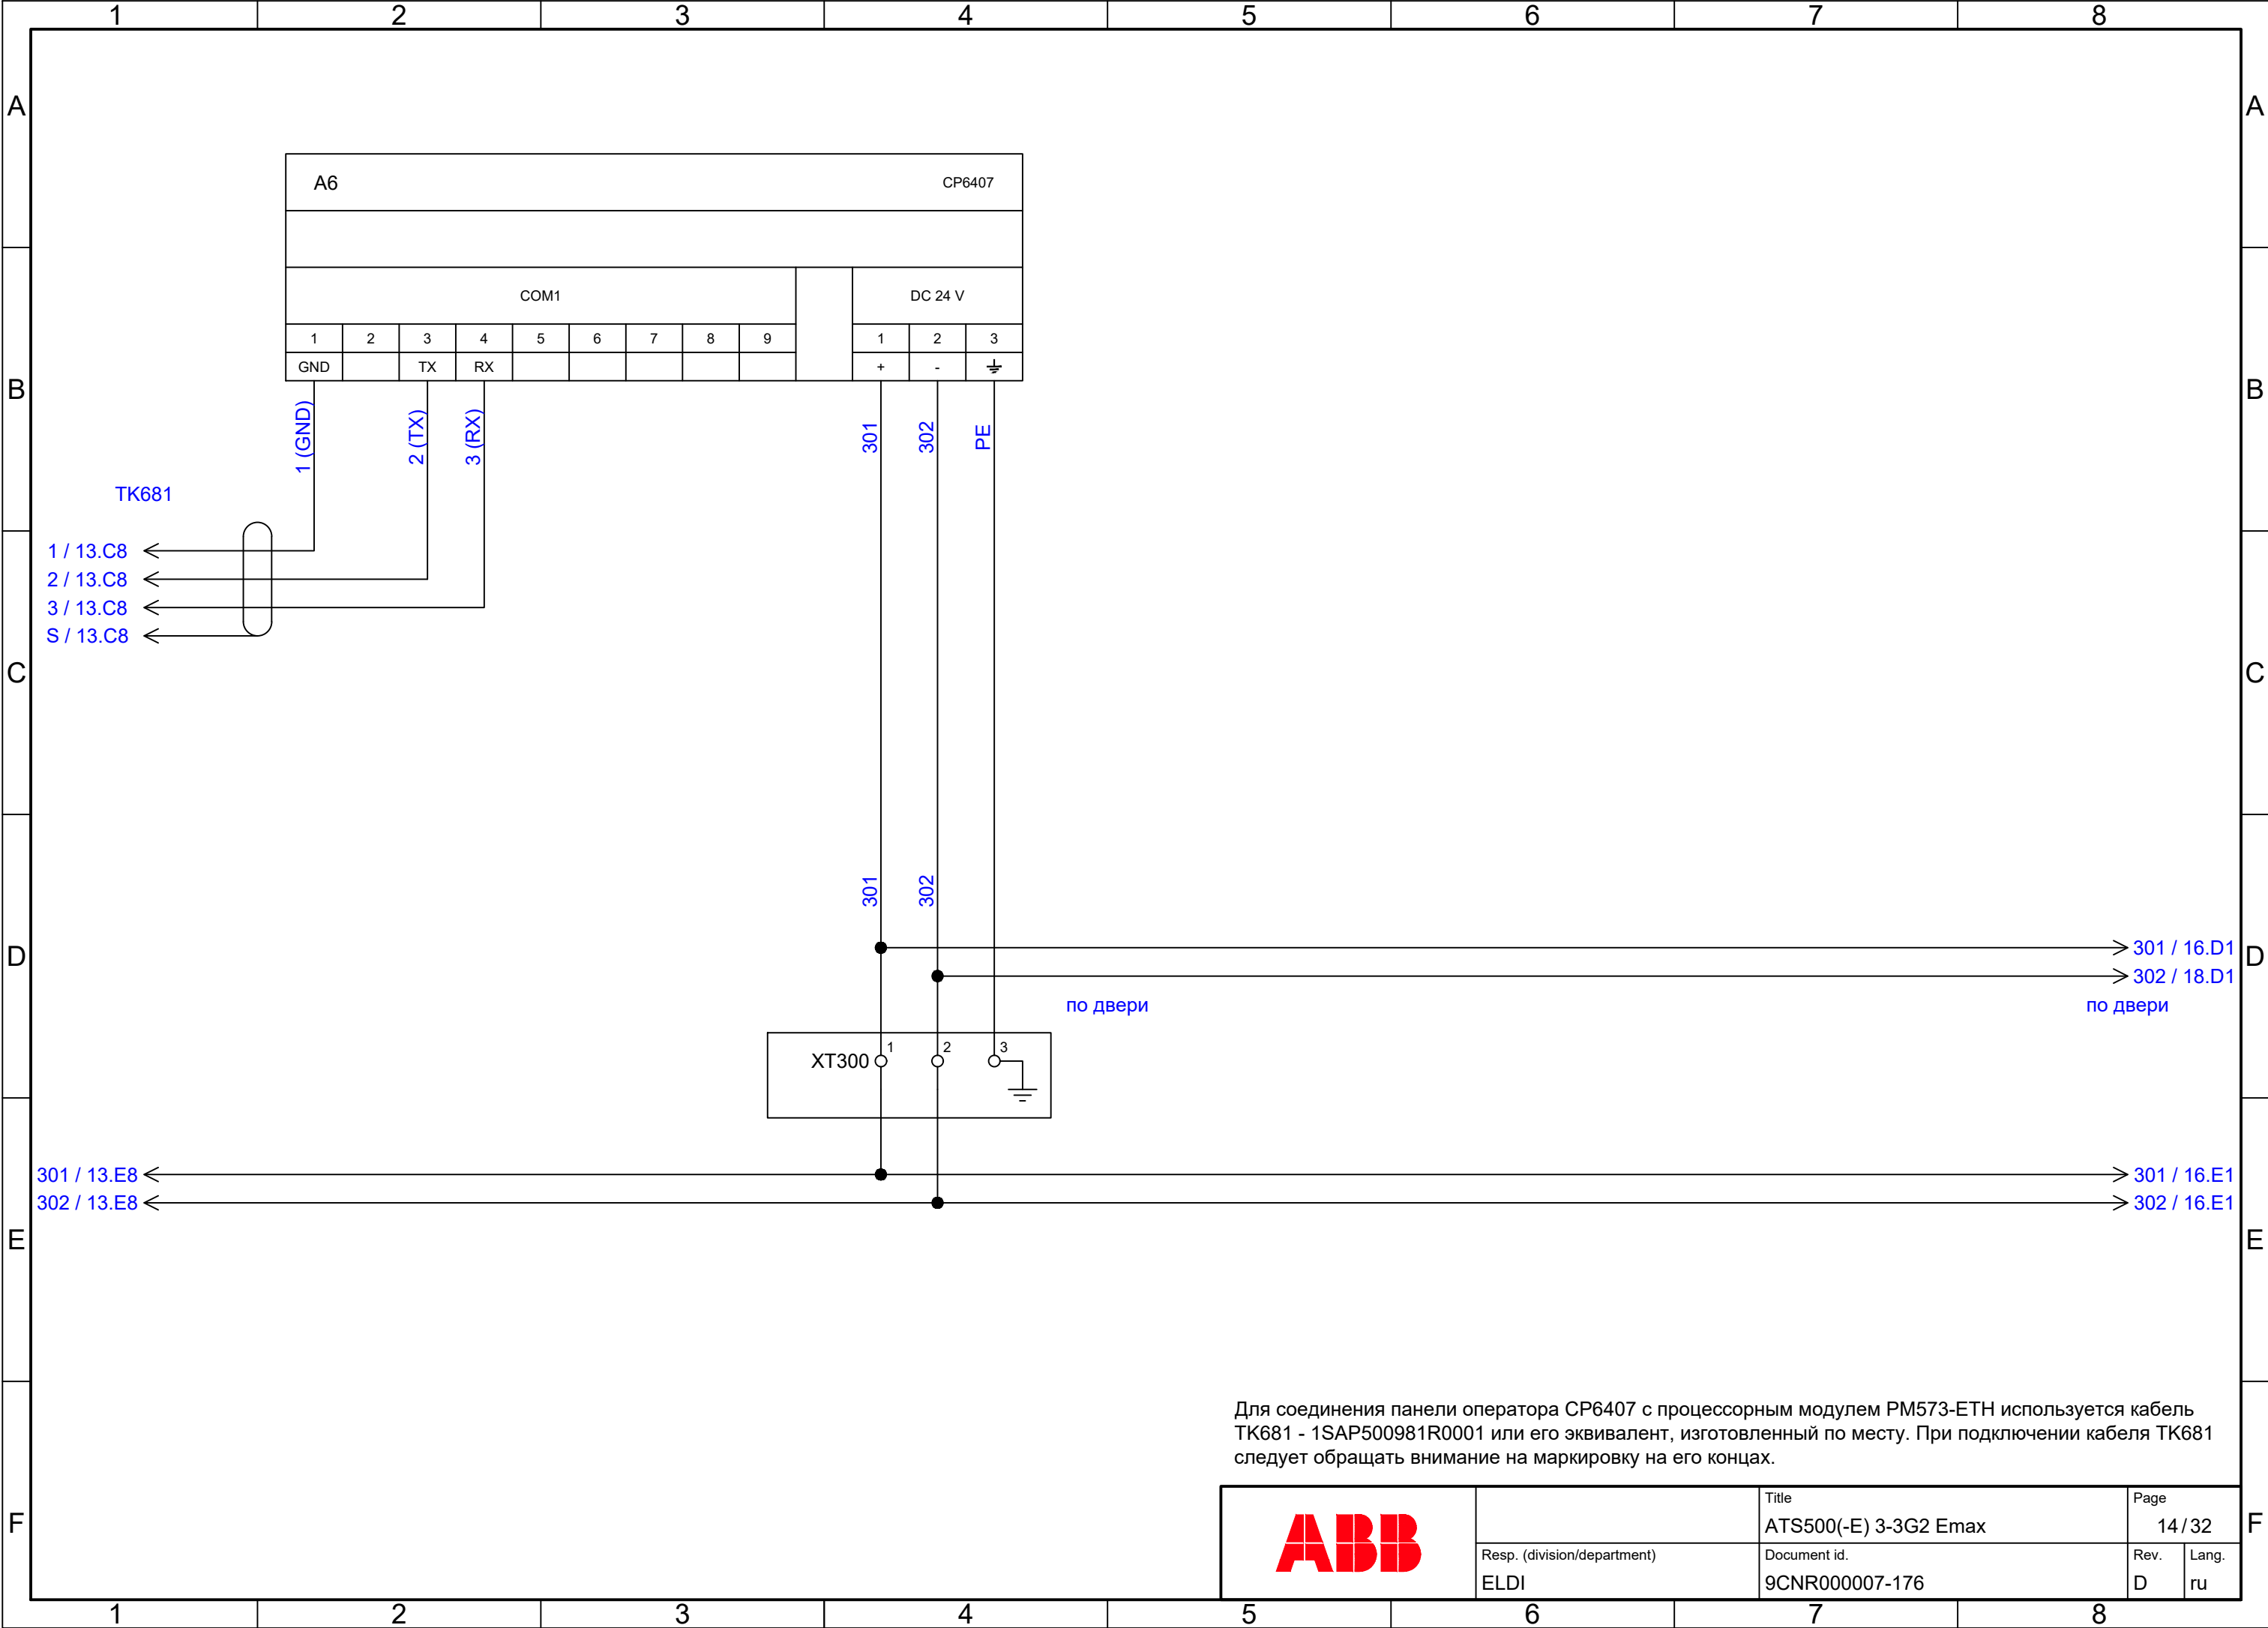 1 2 3 4 5 6 7 8
A A
A6 CP6407
COM1 DC 24 V
1 2 3 4 5 6 7 8 9 1 2 3
GND TX RX + -
B B
1 (GND) 2 (TX) 3 (RX) 301 302 PE
TK681
1 / 13.C8
2 / 13.C8
3 / 13.C8
S / 13.C8
C C
301 302
301 / 16.D1
D D
302 / 18.D1
по двери по двери
XT300 1 2 3
301 / 13.E8 301 / 16.E1
302 / 13.E8 302 / 16.E1
E E
Для соединения панели оператора CP6407 с процессорным модулем PM573-ETH используется кабель
TK681 - 1SAP500981R0001 или его эквивалент, изготовленный по месту. При подключении кабеля TK681
следует обращать внимание на маркировку на его концах.
F F
ABB
Title Page
ATS500(-E) 3-3G2 Emax 14 / 32
Resp. (division/department) Document id. Rev. Lang.
ELDI 9CNR000007-176 D ru
1 2 3 4 5 6 7 8